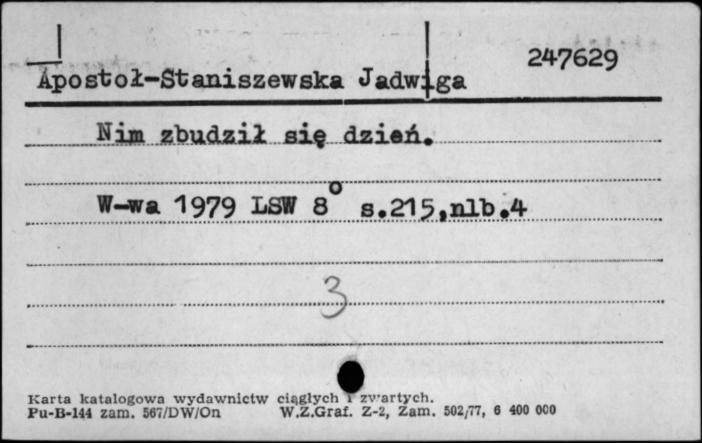 247629
Apostoł-Staniszewska Jadwiga
Nim zbudził się dzień.
W-wa 1979 LSW 8° s.215,nlb.4
3
Karta katalogowa wydawnictw ciągłych i zwartych.
Pu-B-144 zam. 567/DW/On W.Z.Graf. Z-2, Zam. 502/77, 6 400 000